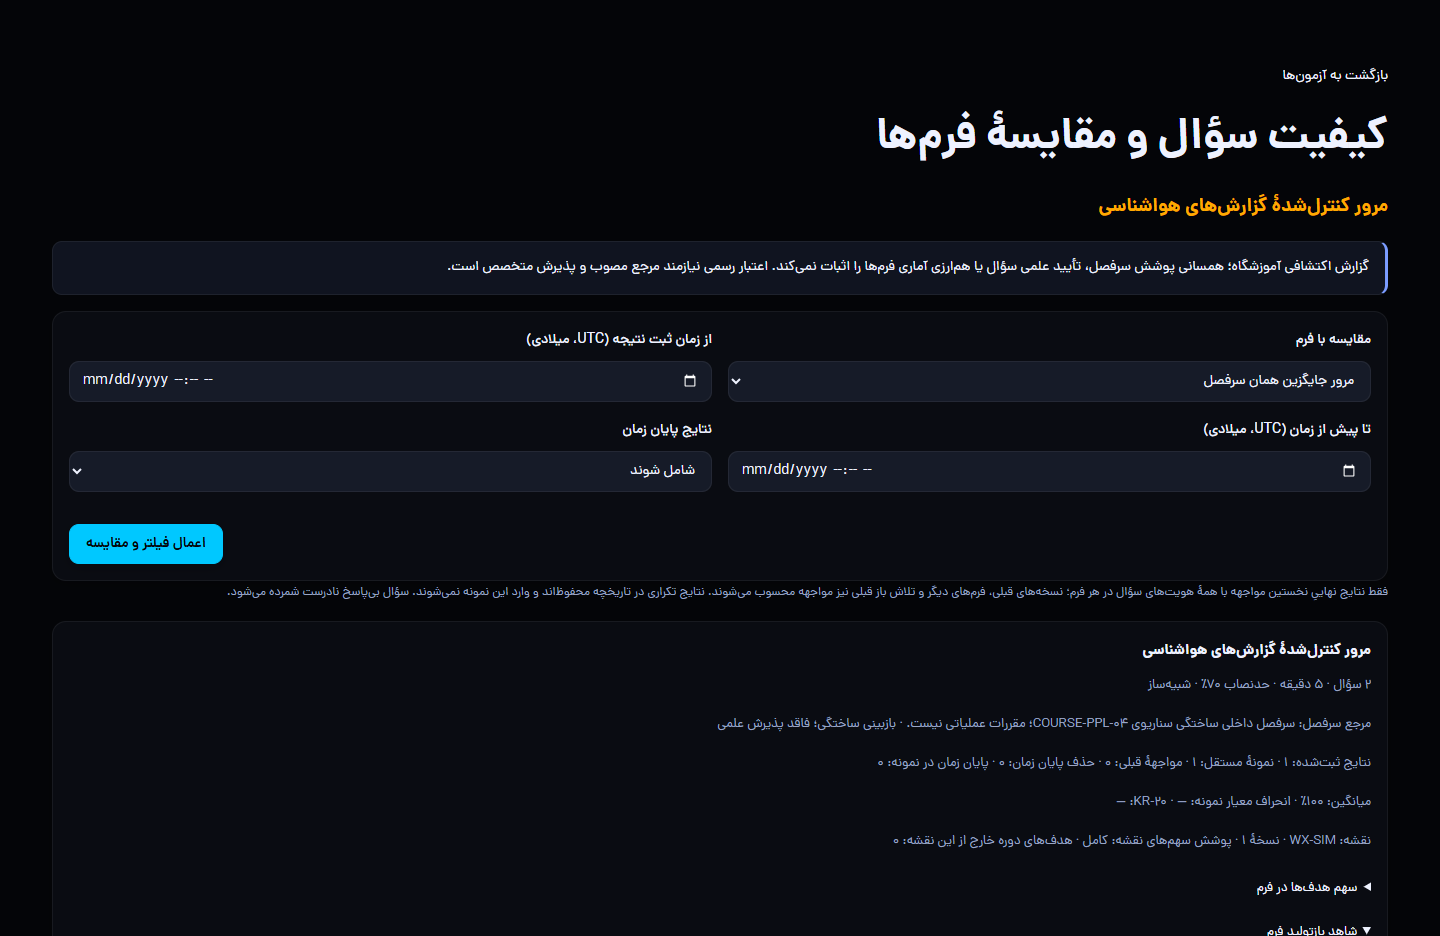 بازگشت به آزمون‌ها
کیفیت سؤال و مقایسهٔ فرم‌ها
مرور کنترل‌شدهٔ گزارش‌های هواشناسی
گزارش اکتشافی آموزشگاه؛ همسانی پوشش سرفصل، تأیید علمی سؤال یا هم‌ارزی آماری فرم‌ها را اثبات نمی‌کند. اعتبار رسمی نیازمند مرجع مصوب و پذیرش متخصص است.
مقایسه با فرم
مرور جایگزین همان سرفصل
از زمان ثبت نتیجه (UTC، میلادی)
mm/dd/yyyy --:-- --
تا پیش از زمان (UTC، میلادی)
mm/dd/yyyy --:-- --
نتایج پایان زمان
شامل شوند
اعمال فیلتر و مقایسه
فقط نتایج نهاییِ نخستین مواجهه با همهٔ هویت‌های سؤال در هر فرم؛ نسخه‌های قبلی، فرم‌های دیگر و تلاش باز قبلی نیز مواجهه محسوب می‌شوند. نتایج تکراری در تاریخچه محفوظ‌اند و وارد این نمونه نمی‌شوند. سؤال بی‌پاسخ نادرست شمرده می‌شود.
مرور کنترل‌شدهٔ گزارش‌های هواشناسی
۲ سؤال · ۵ دقیقه · حدنصاب ۷۰٪ · شبیه‌ساز
مرجع سرفصل: سرفصل داخلی ساختگی سناریوی COURSE-PPL-۰۴؛ مقررات عملیاتی نیست. · بازبینی ساختگی؛ فاقد پذیرش علمی
نتایج ثبت‌شده: ۱ · نمونهٔ مستقل: ۱ · مواجههٔ قبلی: ۰ · حذف پایان زمان: ۰ · پایان زمان در نمونه: ۰
میانگین: ۱۰۰٪ · انحراف معیار نمونه: — · KR-۲۰: —
نقشه: WX-SIM · نسخهٔ ۱ · پوشش سهم‌های نقشه: کامل · هدف‌های دوره خارج از این نقشه: ۰
سهم هدف‌ها در فرم
شاهد بازتولید فرم